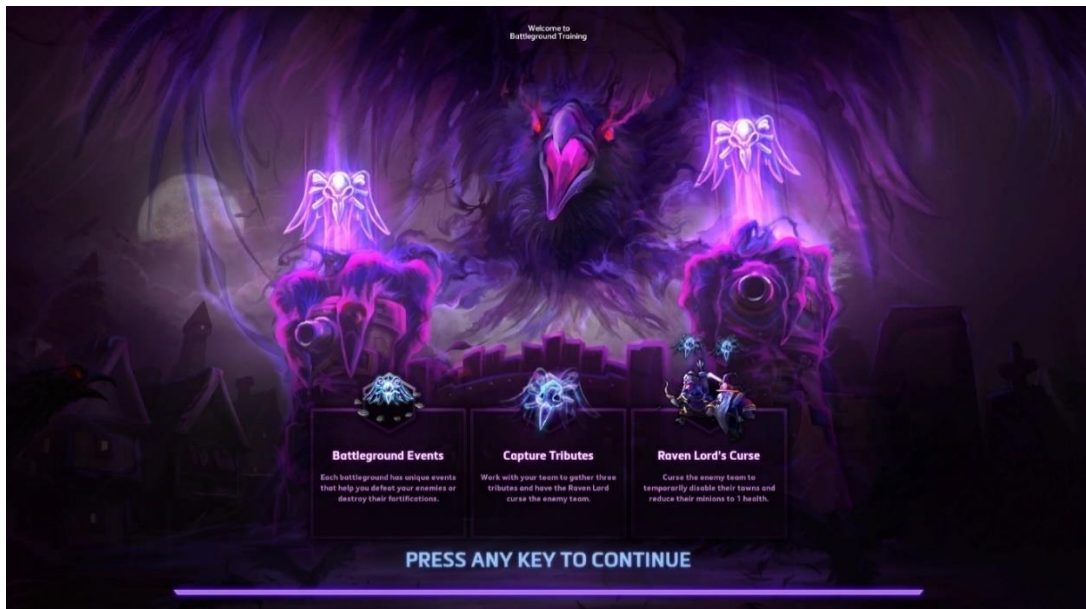 Welcome to
Battleground Training
Battleground Events
Each battleground has unique events
that help you defeat your enemies or
destroy their fortifications.
Capture Tributes
Work with your team to gather three
tributes and have the Raven Lord
curse the enemy team.
Raven Lord's Curse
Curse the enemy team to
temporarily disable their towns and
reduce their minions to 1 health.
PRESS ANY KEY TO CONTINUE